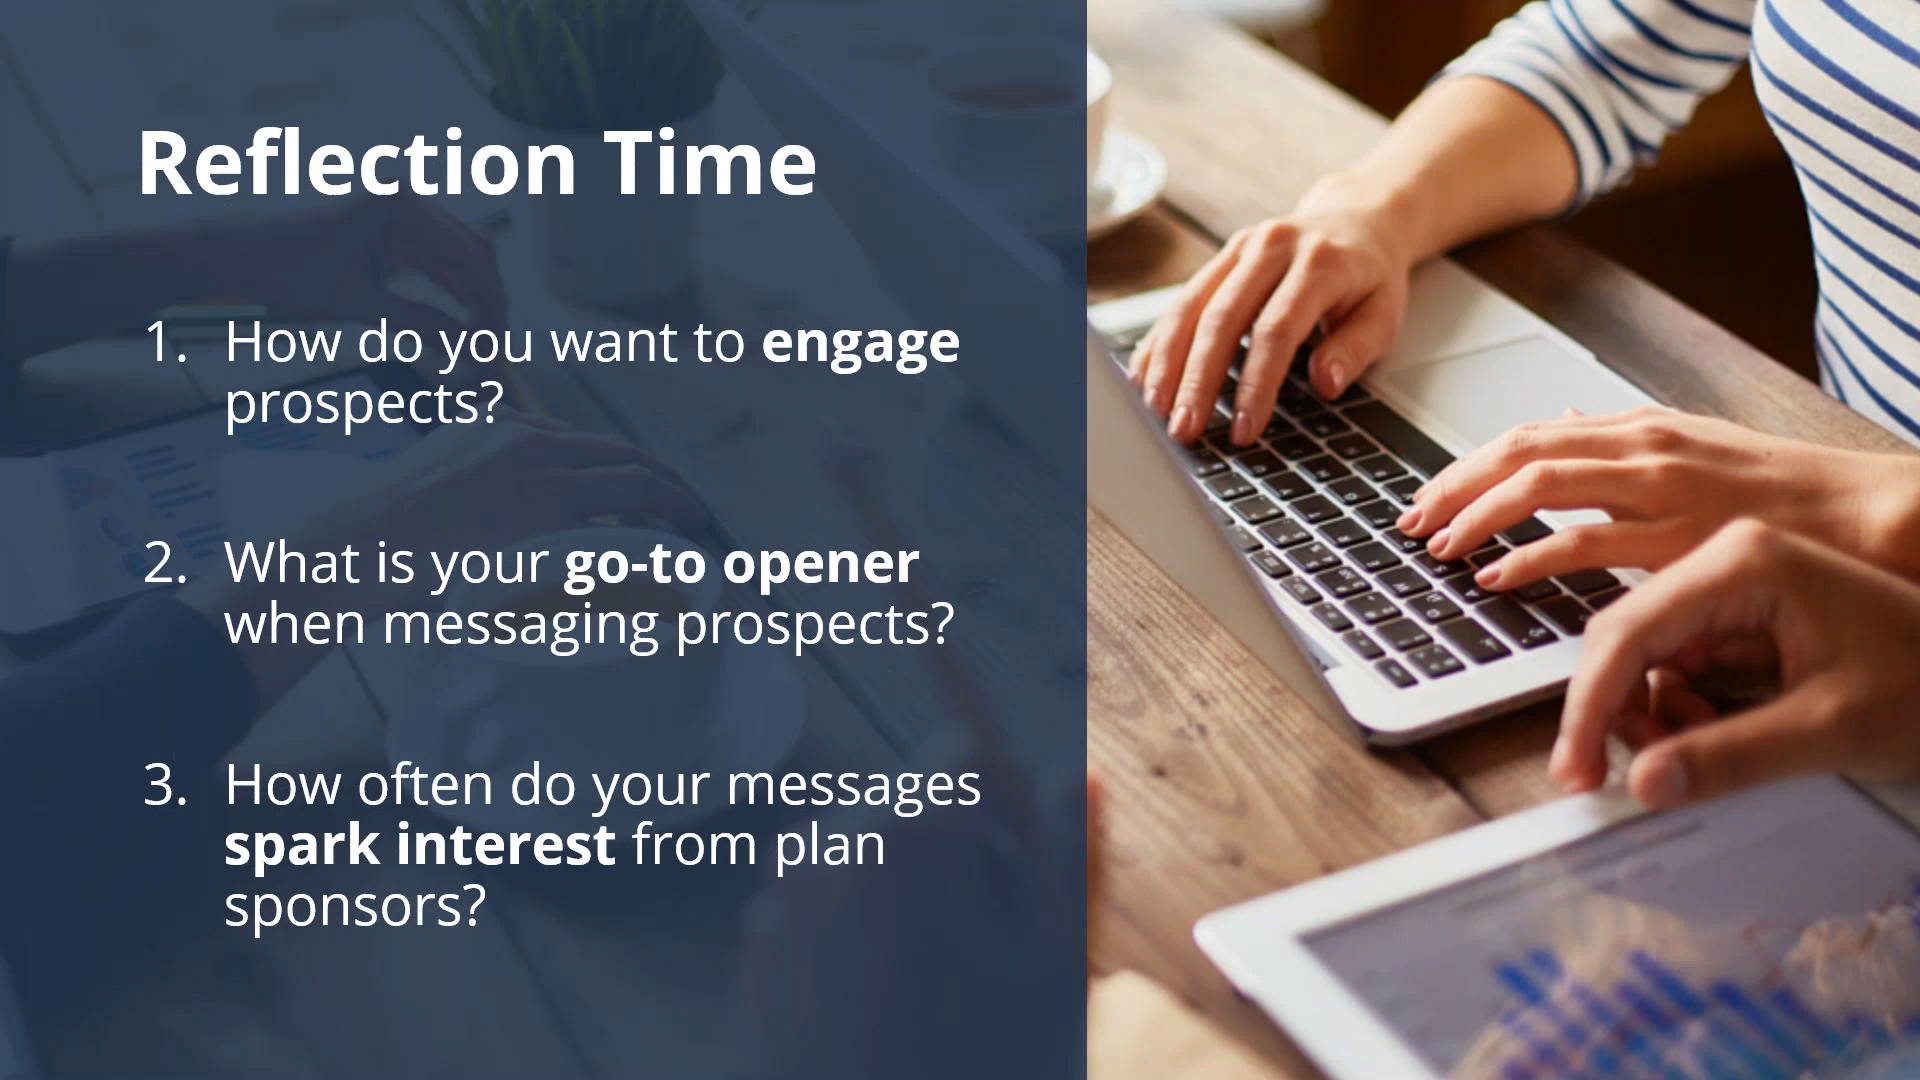 Reflection Time
1. How do you want to engage
prospects?
2. What is your go-to opener
when messaging prospects?
3. How often do your messages
spark interest from plan
sponsors?